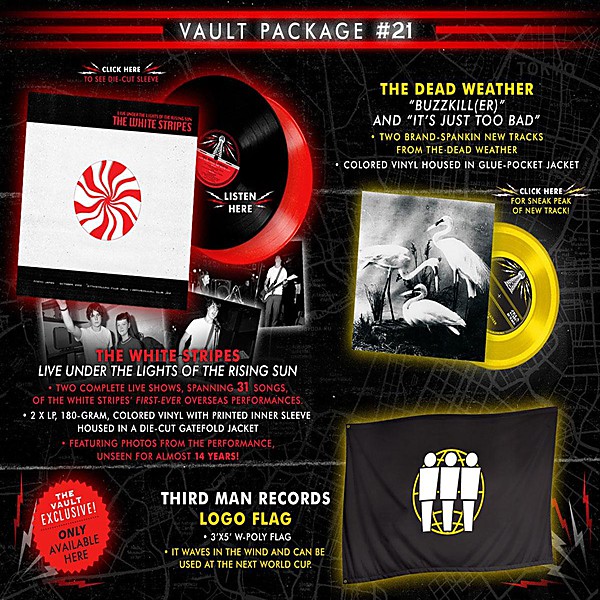 VAULT PACKAGE #21
TOKYO
CLICK HERE
TO SEE DIE-CUT SLEEVE
LIVE UNDER THE LIGHTS OF THE RISING SUN
THE WHITE STRIPES
LISTEN
HERE
THE DEAD WEATHER
“BUZZKILL(ER)”
AND “IT’S JUST TOO BAD”
• TWO BRAND-SPANKIN NEW TRACKS
FROM THE-DEAD WEATHER
• COLORED VINYL HOUSED IN GLUE-POCKET JACKET
CLICK HERE
FOR SNEAK PEAK
OF NEW TRACK!
THE WHITE STRIPES
LIVE UNDER THE LIGHTS OF THE RISING SUN
• TWO COMPLETE LIVE SHOWS, SPANNING 31 SONGS,
OF THE WHITE STRIPES’ FIRST-EVER OVERSEAS PERFORMANCES.
• 2 X LP, 180-GRAM, COLORED VINYL WITH PRINTED INNER SLEEVE
HOUSED IN A DIE-CUT GATEFOLD JACKET
• FEATURING PHOTOS FROM THE PERFORMANCE,
UNSEEN FOR ALMOST 14 YEARS!
THE VAULT
EXCLUSIVE!
ONLY
AVAILABLE
HERE
THIRD MAN RECORDS
LOGO FLAG
• 3’X5’ W-POLY FLAG
• IT WAVES IN THE WIND AND CAN BE
USED AT THE NEXT WORLD CUP.